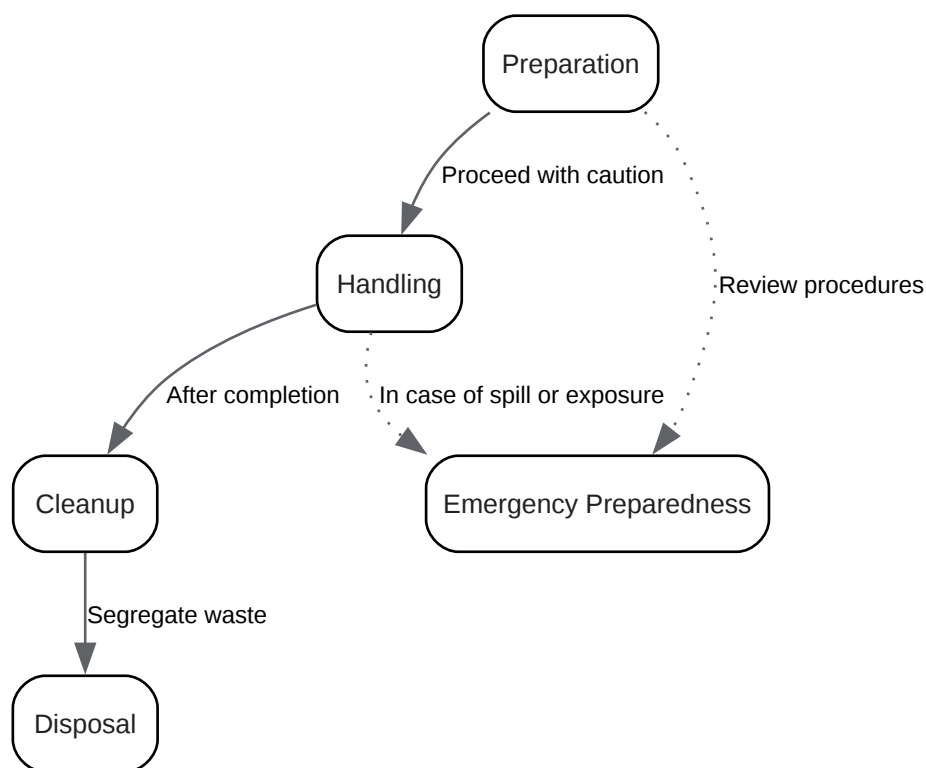 Preparation
Proceed with caution
Handling
Review procedures
After completion
In case of spill or exposure
Cleanup
Emergency Preparedness
Segregate waste
Disposal